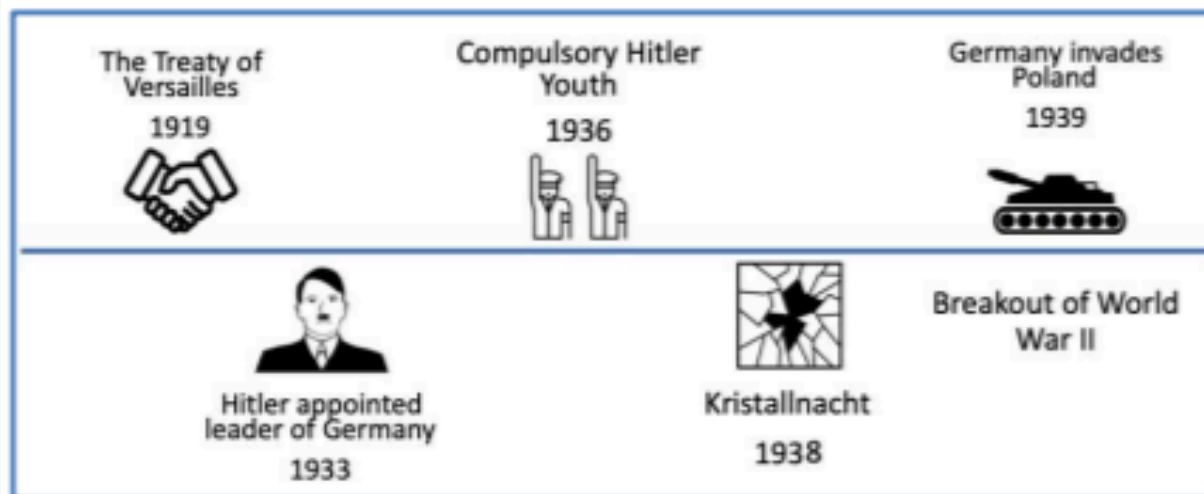 The Treaty of
Versailles
1919
Compulsory Hitler
Youth
1936
Germany invades
Poland
1939
Hitler appointed
leader of Germany
1933
Kristallnacht
1938
Breakout of World
War II